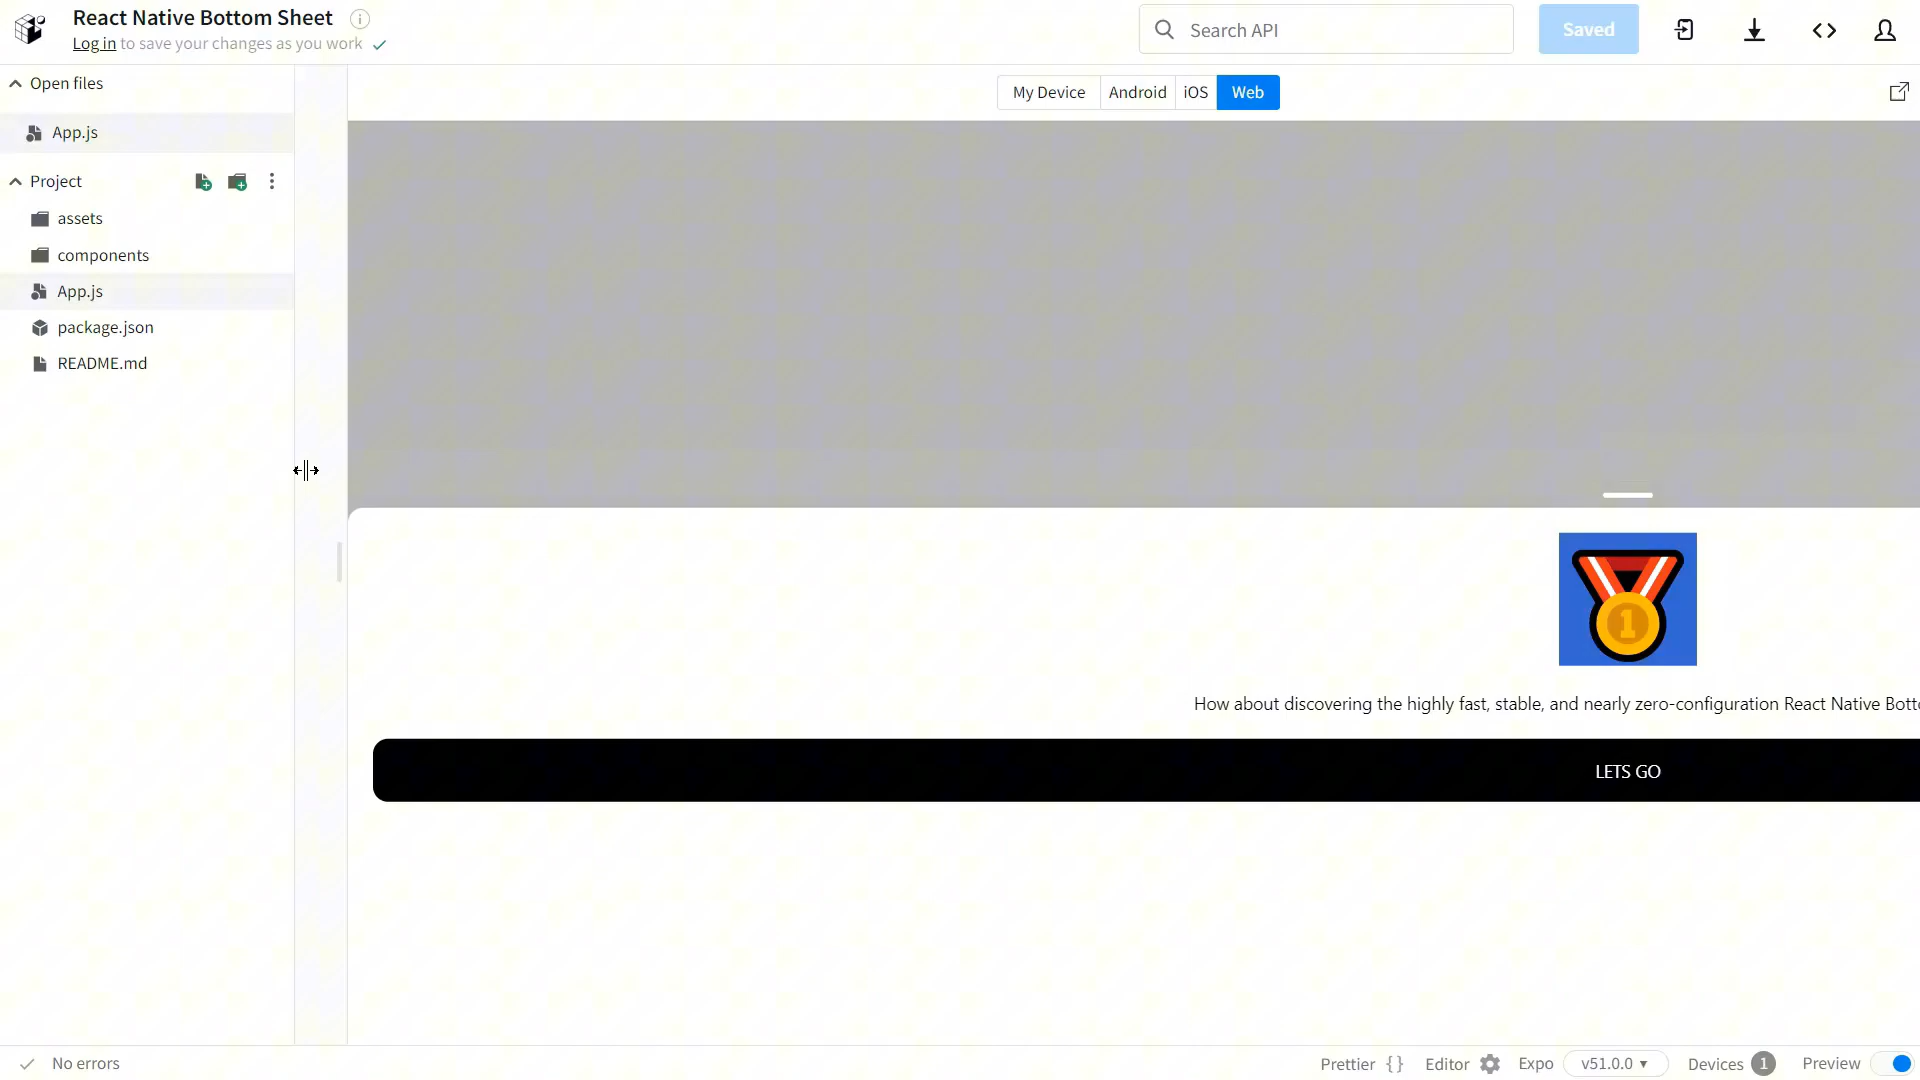 React Native Bottom Sheet
Log in to save your changes as you work
Search API
Saved
Open files
App.js
Project
assets
components
App.js
package.json
README.md
My Device
Android
iOS
Web
1
How about discovering the highly fast, stable, and nearly zero-configuration React Native
LETS GO
No errors
Prettier { }
Editor
Expo
v51.0.0
Devices 1
Preview